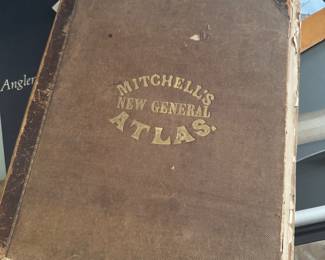 Angler
MITCHELL'S
NEW GENERAL
ATLAS.